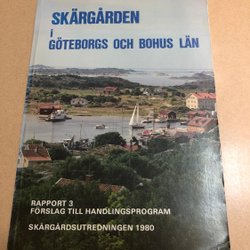 SKÄRGÅRDEN
i
GÖTEBORGS OCH BOHUS LÄN
RAPPORT 3
FÖRSLAG TILL HANDLINGSPROGRAM
SKÄRGÅRDSUTREDNINGEN 1980